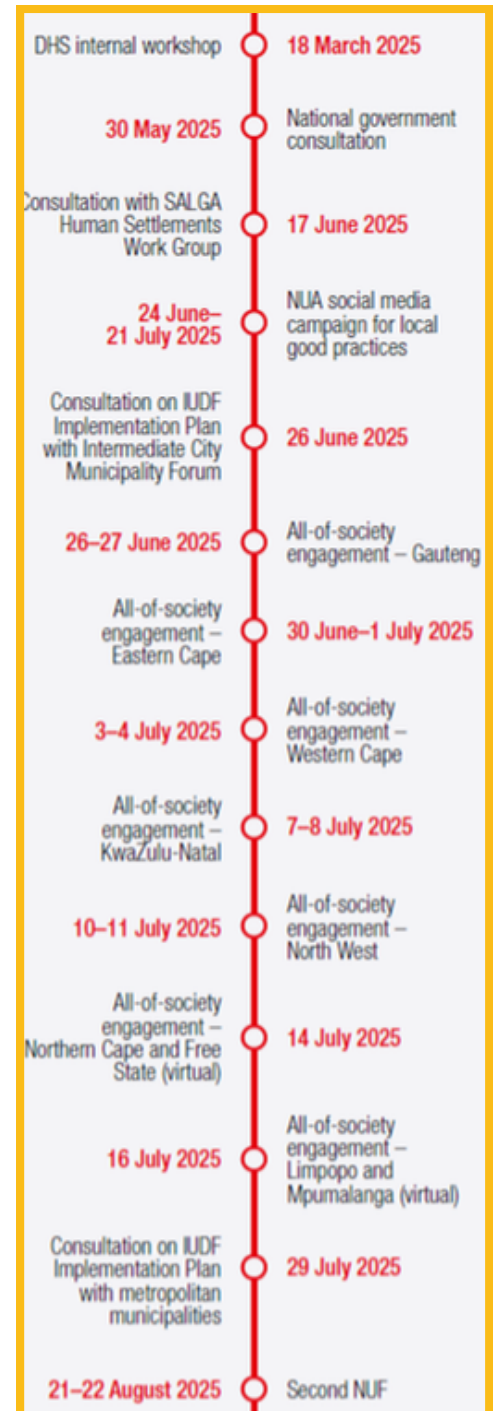 DHS internal workshop
18 March 2025
30 May 2025
National government
consultation
Consultation with SALGA
Human Settlements
Work Group
17 June 2025
24 June–
21 July 2025
NUA social media
campaign for local
good practices
Consultation on IUDF
Implementation Plan
with Intermediate City
Municipality Forum
26 June 2025
26–27 June 2025
All-of-society
engagement – Gauteng
All-of-society
engagement –
Eastern Cape
30 June–1 July 2025
3–4 July 2025
All-of-society
engagement –
Western Cape
All-of-society
engagement –
KwaZulu-Natal
7–8 July 2025
10–11 July 2025
All-of-society
engagement –
North West
All-of-society
engagement –
Northern Cape and Free
State (virtual)
14 July 2025
16 July 2025
All-of-society
engagement –
Limpopo and
Mpumalanga (virtual)
Consultation on IUDF
Implementation Plan
with metropolitan
municipalities
29 July 2025
21–22 August 2025
Second NUF